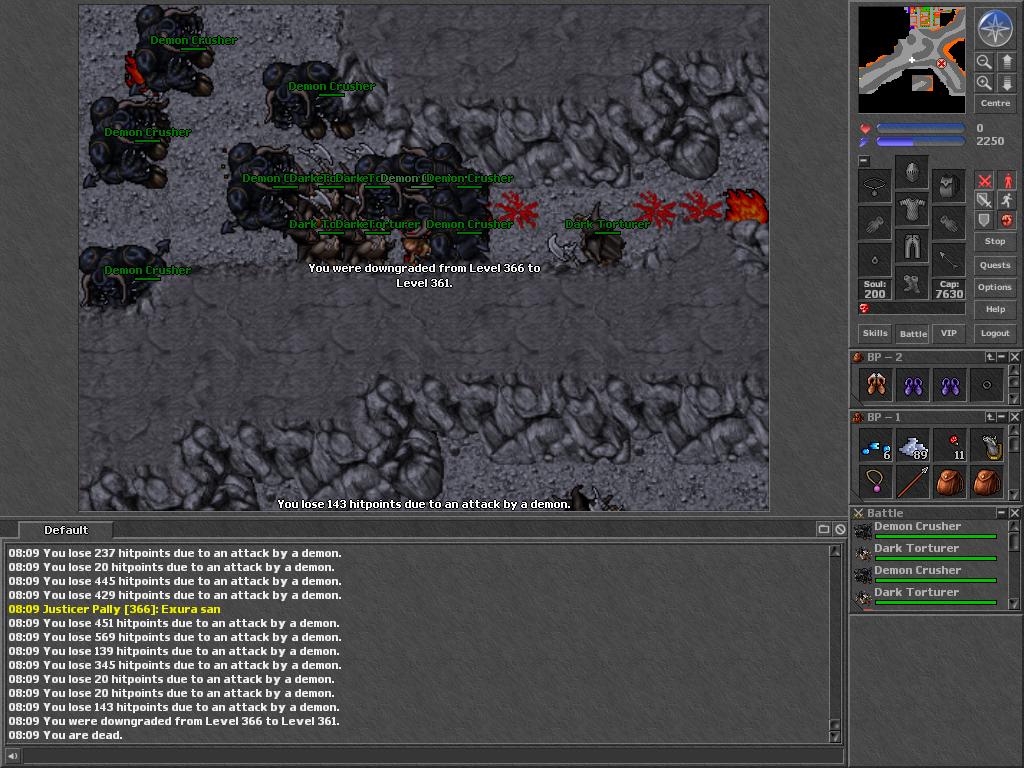 Demon Crusher
Demon Crusher
Demon Crusher
Demon Crusher
Dark Torturer
Demon Crusher
You were downgraded from Level 366 to
Level 361.
Demon Crusher
You lose 143 hitpoints due to an attack by a demon.
Centre
0
2250
Stop
Quests
Soul:
200
Cap:
7630
Options
Help
Skills
Battle
VIP
Logout
BP - 2
BP - 1
6
89
11
Battle
Demon Crusher
Dark Torturer
Demon Crusher
Dark Torturer
Default
08:09 You lose 237 hitpoints due to an attack by a demon.
08:09 You lose 20 hitpoints due to an attack by a demon.
08:09 You lose 445 hitpoints due to an attack by a demon.
08:09 You lose 429 hitpoints due to an attack by a demon.
08:09 Justicer Pally [366]: Exura san
08:09 You lose 451 hitpoints due to an attack by a demon.
08:09 You lose 569 hitpoints due to an attack by a demon.
08:09 You lose 139 hitpoints due to an attack by a demon.
08:09 You lose 345 hitpoints due to an attack by a demon.
08:09 You lose 20 hitpoints due to an attack by a demon.
08:09 You lose 20 hitpoints due to an attack by a demon.
08:09 You lose 143 hitpoints due to an attack by a demon.
08:09 You were downgraded from Level 366 to Level 361.
08:09 You are dead.